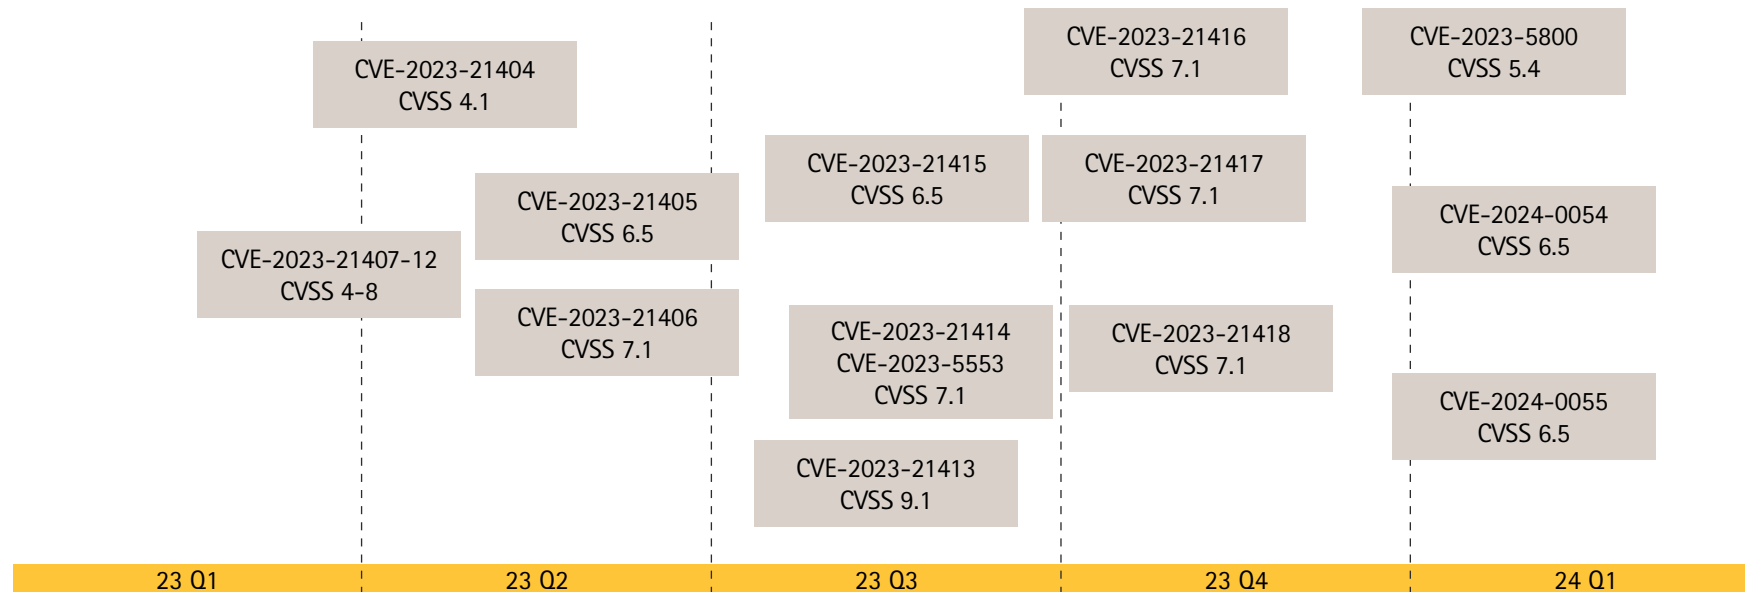 CVE-2023-21404
CVSS 4.1
CVE-2023-21407-12
CVSS 4-8
CVE-2023-21405
CVSS 6.5
CVE-2023-21406
CVSS 7.1
CVE-2023-21415
CVSS 6.5
CVE-2023-21414
CVE-2023-5553
CVSS 7.1
CVE-2023-21413
CVSS 9.1
CVE-2023-21416
CVSS 7.1
CVE-2023-21417
CVSS 7.1
CVE-2023-21418
CVSS 7.1
CVE-2023-5800
CVSS 5.4
CVE-2024-0054
CVSS 6.5
CVE-2024-0055
CVSS 6.5
23 Q1
23 Q2
23 Q3
23 Q4
24 Q1